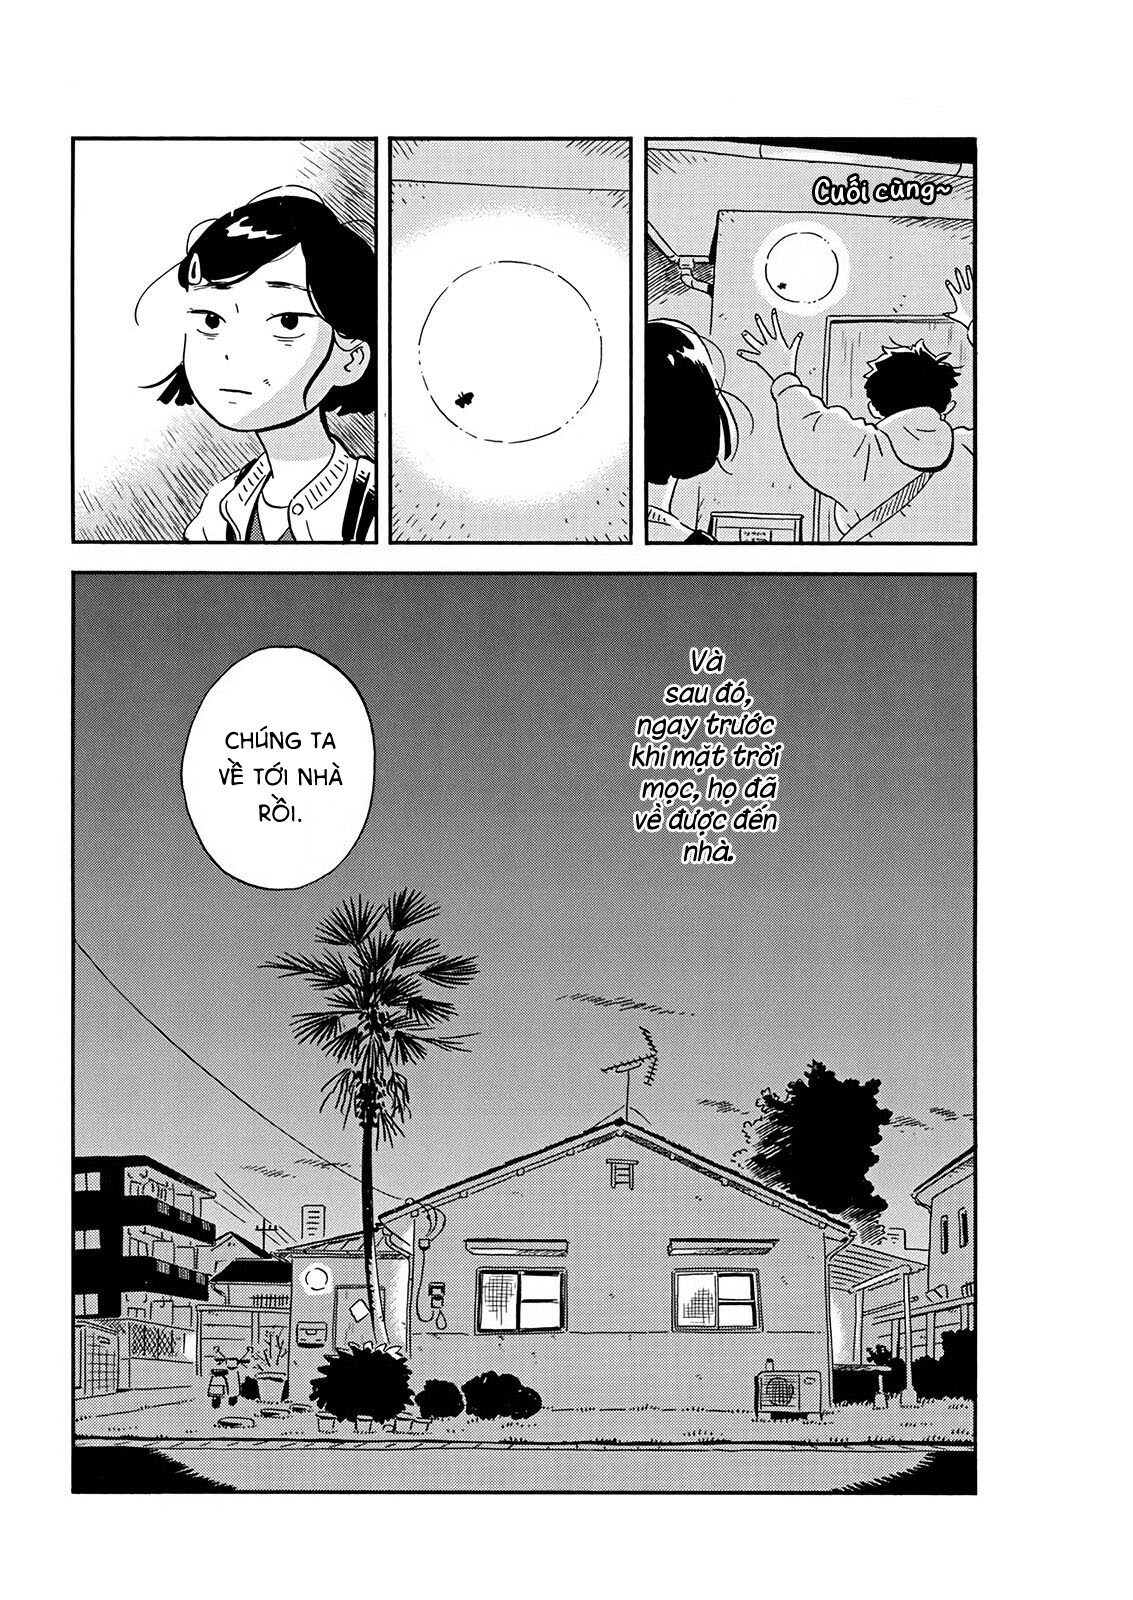 Cuối cùng~
Và
sau đó,
ngay trước
khi mặt trời
mọc, họ đã
về được đến
nhà.
CHÚNG TA
VỀ TỚI NHÀ
RỒI.